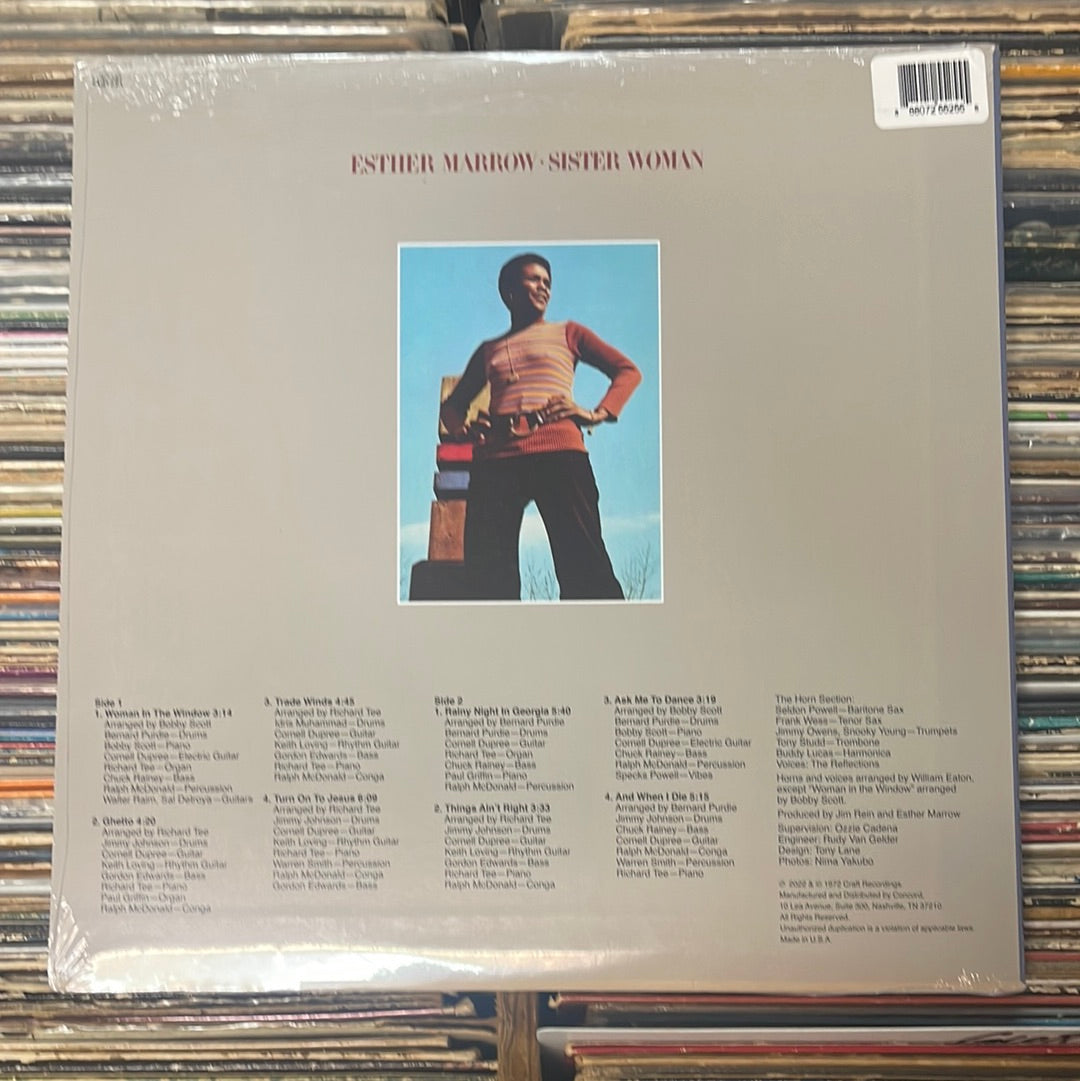 8 88072 66266 8
ESTHER MARROW · SISTER WOMAN
Side 1
1. Woman In The Window 3:14
Arranged by Bobby Scott
Bernard Purdie—Drums
Bobby Scott—Piano
Cornell Dupree—Electric Guitar
Richard Tee—Organ
Chuck Rainey—Bass
Ralph McDonald—Percussion
Walter Raim, Sal Detroya—Guitars
2. Ghetto 4:20
Arranged by Richard Tee
Jimmy Johnson—Drums
Cornell Dupree—Guitar
Keith Loving—Rhythm Guitar
Gordon Edwards—Bass
Richard Tee—Piano
Paul Griffin—Organ
Ralph McDonald—Conga
3. Trade Winds 4:45
Arranged by Richard Tee
Idris Muhammad—Drums
Cornell Dupree—Guitar
Keith Loving—Rhythm Guitar
Gordon Edwards—Bass
Richard Tee—Piano
Ralph McDonald—Conga
4. Turn On To Jesus 6:09
Arranged by Richard Tee
Jimmy Johnson—Drums
Cornell Dupree—Guitar
Keith Loving—Rhythm Guitar
Richard Tee—Piano
Warren Smith—Percussion
Ralph McDonald—Conga
Gordon Edwards—Bass
Side 2
1. Rainy Night In Georgia 5:40
Arranged by Bernard Purdie
Bernard Purdie—Drums
Cornell Dupree—Guitar
Richard Tee—Organ
Chuck Rainey—Bass
Paul Griffin—Piano
Ralph McDonald—Percussion
2. Things Ain't Right 3:33
Arranged by Richard Tee
Jimmy Johnson—Drums
Cornell Dupree—Guitar
Keith Loving—Rhythm Guitar
Gordon Edwards—Bass
Richard Tee—Piano
Ralph McDonald—Conga
3. Ask Me To Dance 3:19
Arranged by Bobby Scott
Bernard Purdie—Drums
Bobby Scott—Piano
Cornell Dupree—Electric Guitar
Chuck Rainey—Bass
Ralph McDonald—Percussion
Specks Powell—Vibes
4. And When I Die 5:15
Arranged by Bernard Purdie
Jimmy Johnson—Drums
Chuck Rainey—Bass
Cornell Dupree—Guitar
Ralph McDonald—Conga
Warren Smith—Percussion
Richard Tee—Piano
The Horn Section:
Seldon Powell—Baritone Sax
Frank Wess—Tenor Sax
Jimmy Owens, Snooky Young—Trumpets
Tony Studd—Trombone
Buddy Lucas—Harmonica
Voices: The Reflections
Horns and voices arranged by William Eaton,
except "Woman in the Window" arranged
by Bobby Scott.
Produced by Jim Rein and Esther Marrow
Supervision: Ozzie Cadena
Engineer: Rudy Van Gelder
Design: Tony Lane
Photos: Nima Yakubo
℗ 2022 & © 1972 Craft Recordings
Manufactured and Distributed by Concord,
10 Lea Avenue, Suite 300, Nashville, TN 37210
All Rights Reserved.
Unauthorized duplication is a violation of applicable laws.
Made in U.S.A.